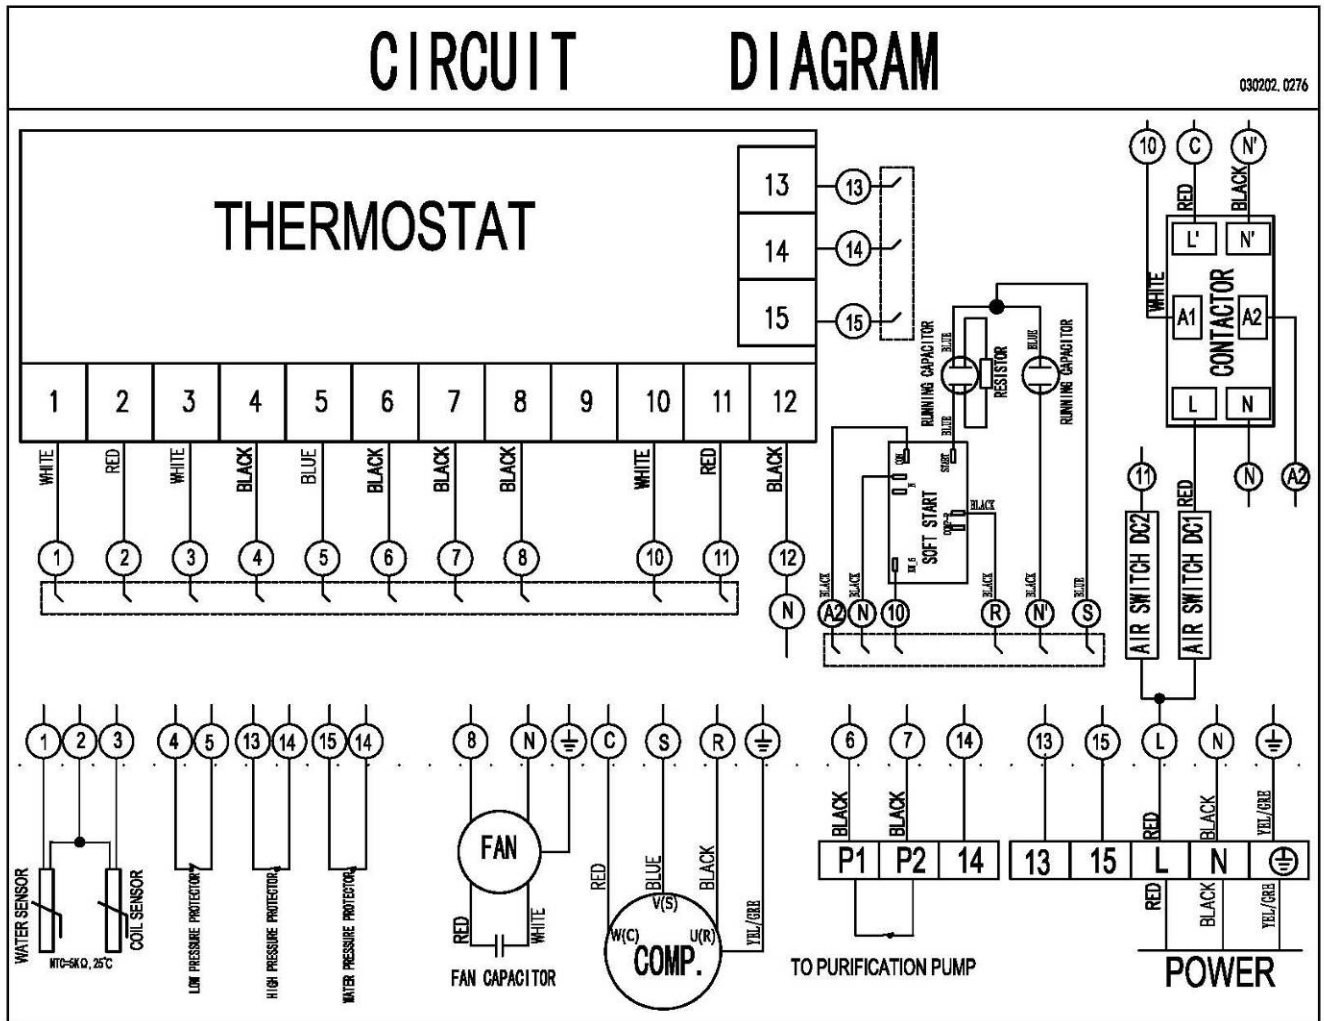 CIRCUIT DIAGRAM
030202. 0276
THERMOSTAT
13
14
15
13
14
15
1 2 3 4 5 6 7 8 9 10 11 12
WHITE RED WHITE BLACK BLUE BLACK BLACK BLACK WHITE RED BLACK
1 2 3 4 5 6 7 8 10 11 12
N
RUNNING CAPACITOR
BLUE
RESISTOR
BLUE
RUNNING CAPACITOR
BLUE
BLUE
START
N
SOFT START
BLACK
BLACK BLACK BLACK BLUE
A2 N 10 R N' S
10 C N'
RED BLACK
L' N'
WHITE
A1 CONTACTOR A2
L N
11 RED N A2
AIR SWITCH DC2 AIR SWITCH DC1
1 2 3 4 5 13 14 15 14 8 N C S R 6 7 14 13 15 L N
WATER SENSOR
COIL SENSOR
NTC=5KΩ, 25℃
LOW PRESSURE PROTECTOR
HIGH PRESSURE PROTECTOR
WATER PRESSURE PROTECTOR
FAN
RED WHITE
FAN CAPACITOR
RED BLUE BLACK YEL/GRE
V(S)
W(C) U(R)
COMP.
BLACK BLACK
P1 P2 14
TO PURIFICATION PUMP
RED BLACK YEL/GRE
13 15 L N
RED BLACK YEL/GRE
POWER